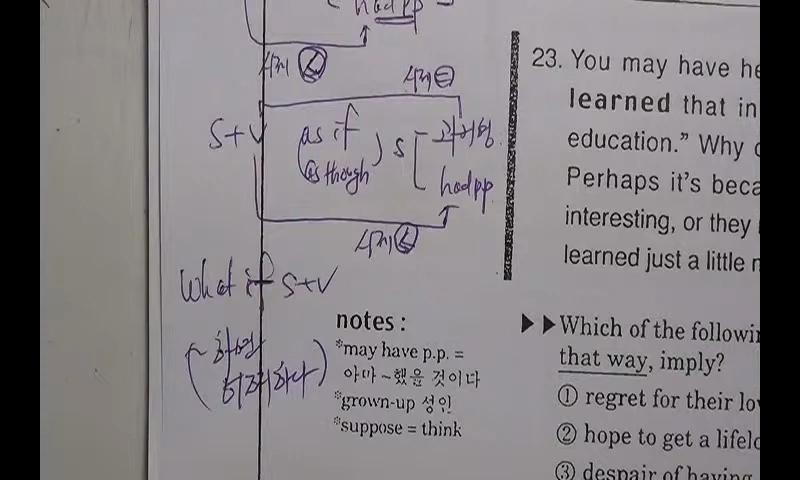 had pp
시제
시제
S+V (as if / as though) S 과거형
had pp
시제
What if S+V
(~하면
어쩌나)
notes :
*may have p.p. =
아마~했을 것이다
*grown-up 성인
*suppose = think
23. You may have he
learned that in
education.” Why
Perhaps it's beca
interesting, or they
learned just a little
▶▶Which of the followi
that way, imply?
① regret for their lo
② hope to get a lifel
③ despair of having